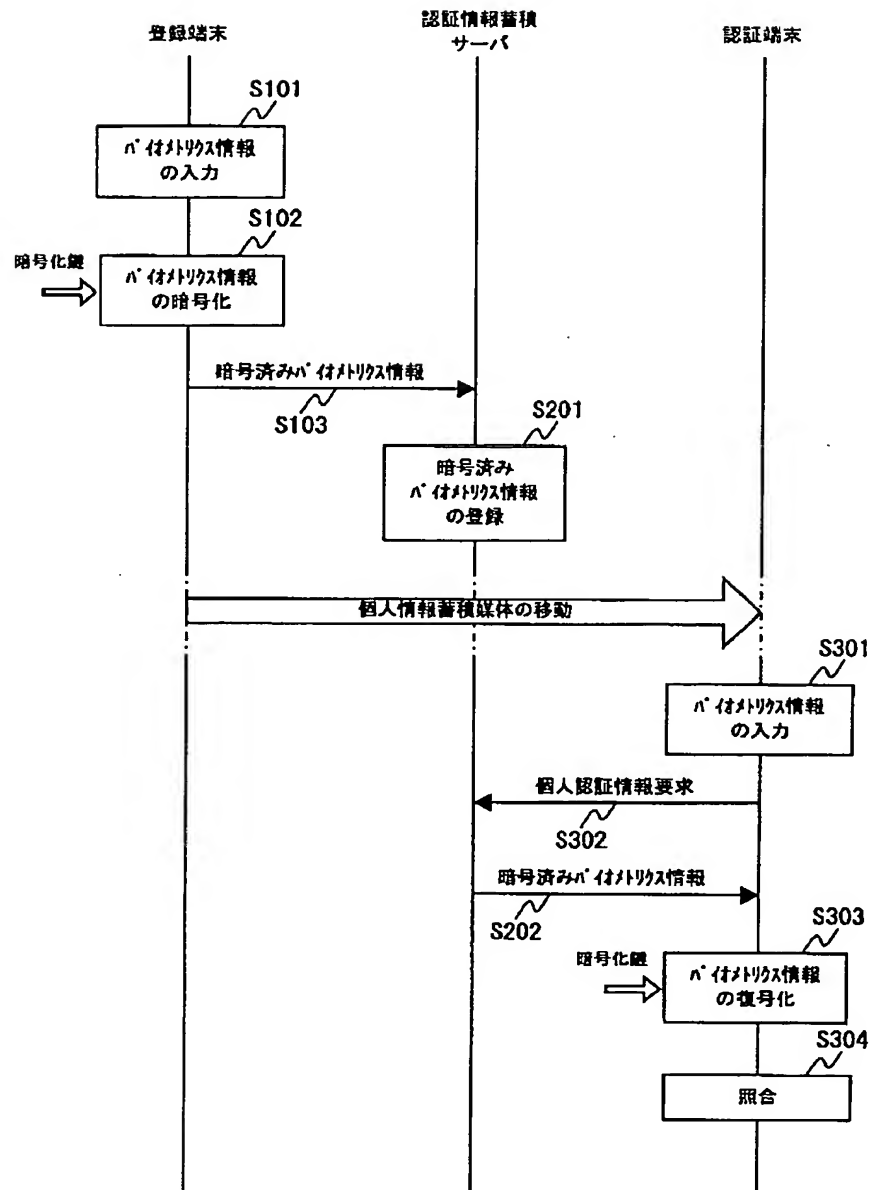 登録端末
認証情報蓄積
サーバ
認証端末
S101
バイオメトリクス情報
の入力
S102
暗号化鍵
バイオメトリクス情報
の暗号化
暗号済みバイオメトリクス情報
S103
S201
暗号済み
バイオメトリクス情報
の登録
個人情報蓄積媒体の移動
S301
バイオメトリクス情報
の入力
個人認証情報要求
S302
暗号済みバイオメトリクス情報
S202
S303
暗号化鍵
バイオメトリクス情報
の復号化
S304
照合